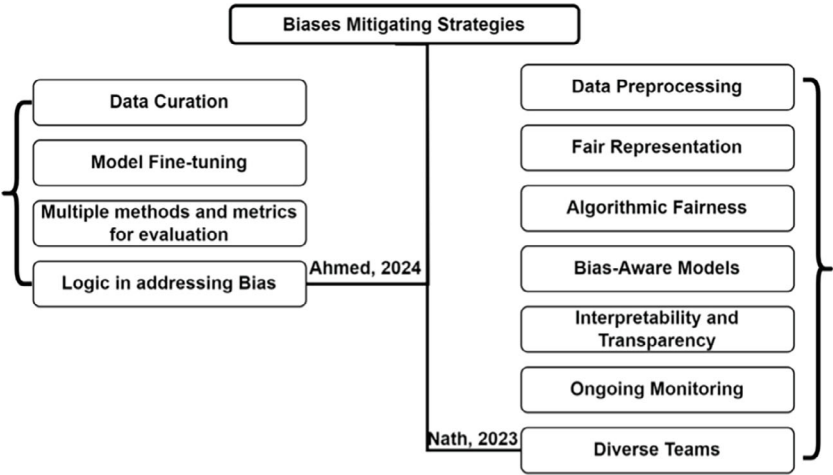 Biases Mitigating Strategies
Data Curation
Model Fine-tuning
Multiple methods and metrics
for evaluation
Logic in addressing Bias
Ahmed, 2024
Data Preprocessing
Fair Representation
Algorithmic Fairness
Bias-Aware Models
Interpretability and
Transparency
Ongoing Monitoring
Diverse Teams
Nath, 2023